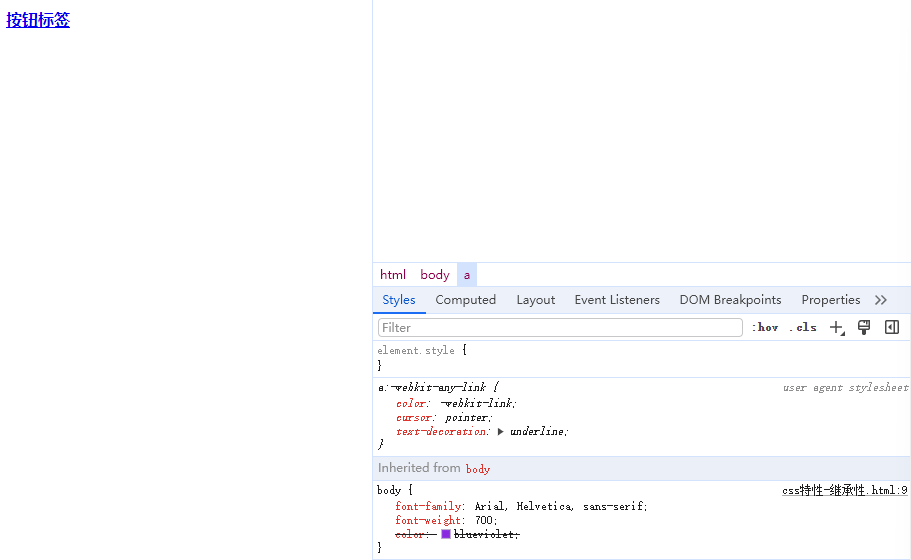 按钮标签
html body a
Styles Computed Layout Event Listeners DOM Breakpoints Properties
Filter :hov .cls
element.style {
}
a:-webkit-any-link { user agent stylesheet
color: -webkit-link;
cursor: pointer;
text-decoration: ▶ underline;
}
Inherited from body
body { css特性-继承性.html:9
font-family: Arial, Helvetica, sans-serif;
font-weight: 700;
color: blueviolet;
}